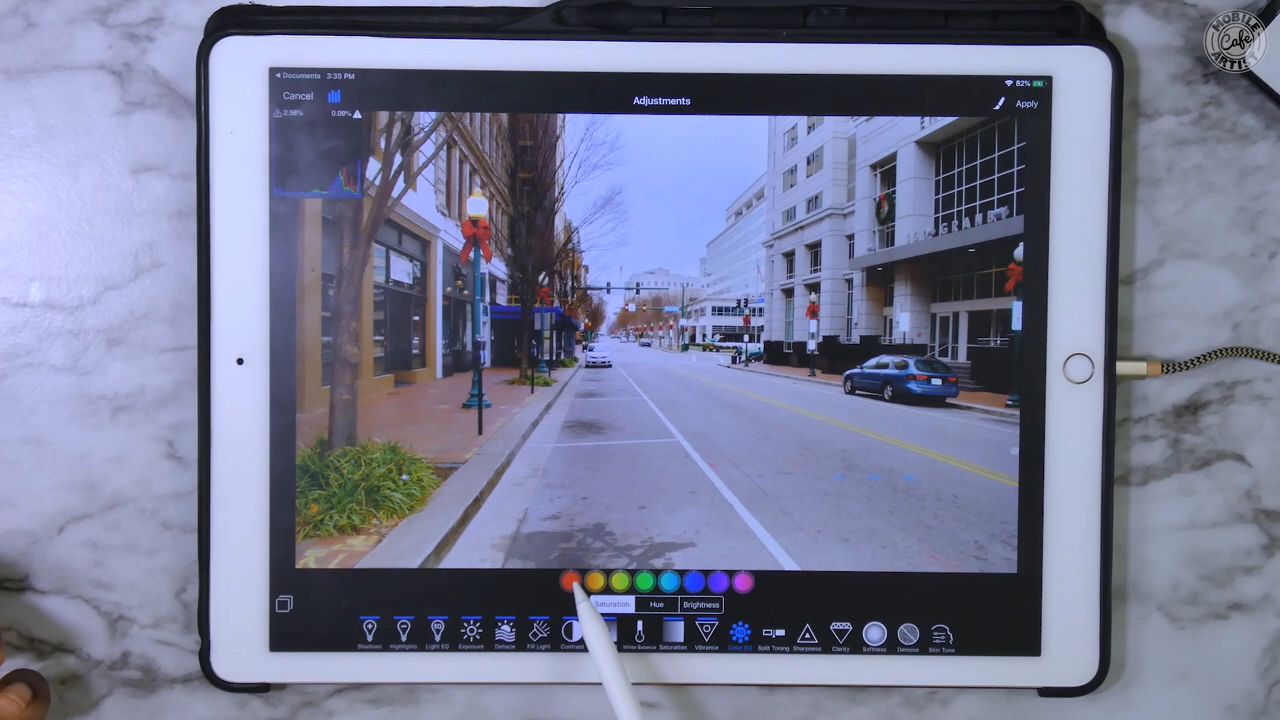 MOBILE
Cafe
ARTIST
Documents 3:35 PM
82%
Cancel
Adjustments
Apply
2.58% 0.09%
Saturation Hue Brightness
Shadows Highlights Light EQ Exposure Dehaze Fill Light Contrast White Balance Saturation Vibrance Color EQ Split Toning Sharpness Clarity Softness Denoise Skin Tune